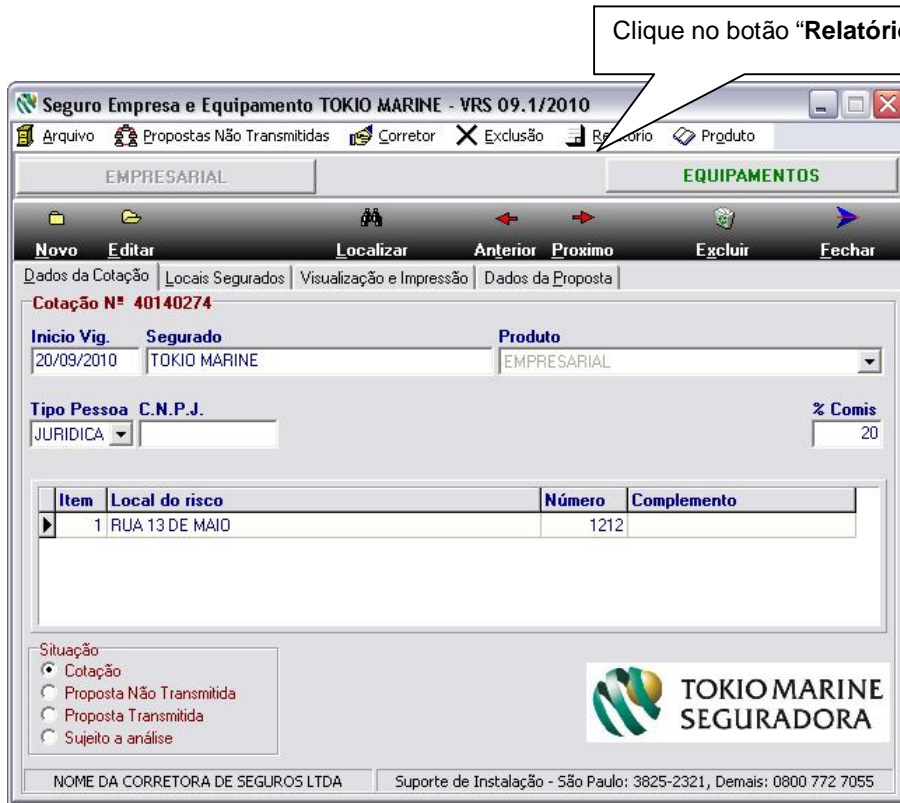 Clique no botão “Relatóri
Seguro Empresa e Equipamento TOKIO MARINE - VRS 09.1/2010
Arquivo Propostas Não Transmitidas Corretor Exclusão Produto
EMPRESARIAL EQUIPAMENTOS
Novo Editar Localizar Anterior Proximo Excluir Fechar
Dados da Cotação Locais Segurados Visualização e Impressão Dados da Proposta
Cotação Nº 40140274
Inicio Vig. Segurado Produto
20/09/2010 TOKIO MARINE EMPRESARIAL
Tipo Pessoa C.N.P.J. % Comis
JURIDICA 20
Item Local do risco Número Complemento
1 RUA 13 DE MAIO 1212
Situação
Cotação
Proposta Não Transmitida
Proposta Transmitida
Sujeito a análise
TOKIO MARINE
SEGURADORA
NOME DA CORRETORA DE SEGUROS LTDA Suporte de Instalação - São Paulo: 3825-2321, Demais: 0800 772 7055